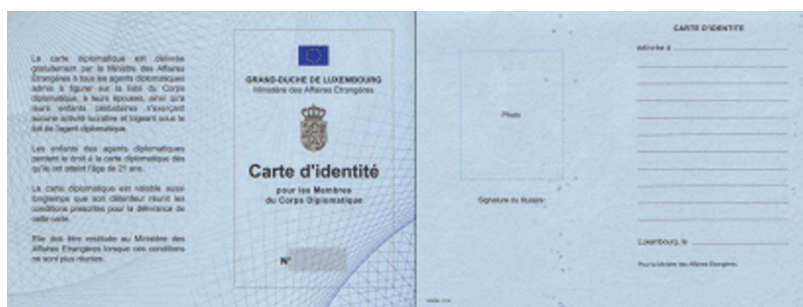 La carte diplomatique est délivrée
gratuitement par le Ministre des Affaires
Etrangères à tous les agents diplomatiques
admis à figurer sur la liste du Corps
diplomatique, à leurs épouses, ainsi qu'à
leurs enfants célibataires n'exerçant
aucune activité lucrative et logeant sous le
toit de l'agent diplomatique.
Les enfants des agents diplomatiques
perdent le droit à la carte diplomatique dès
qu'ils ont atteint l'âge de 21 ans.
La carte diplomatique est valable aussi
longtemps que son détenteur réunit les
conditions prescrites pour la délivrance de
cette carte.
Elle doit être restituée au Ministère des
Affaires Etrangères lorsque ces conditions
ne sont plus réunies.
GRAND-DUCHE DE LUXEMBOURG
Ministère des Affaires Etrangères
Carte d'identité
pour les Membres
du Corps Diplomatique
N°
Photo
Signature du titulaire
CARTE D'IDENTITE
délivrée à
Luxembourg, le
Pour le Ministre des Affaires Etrangères,